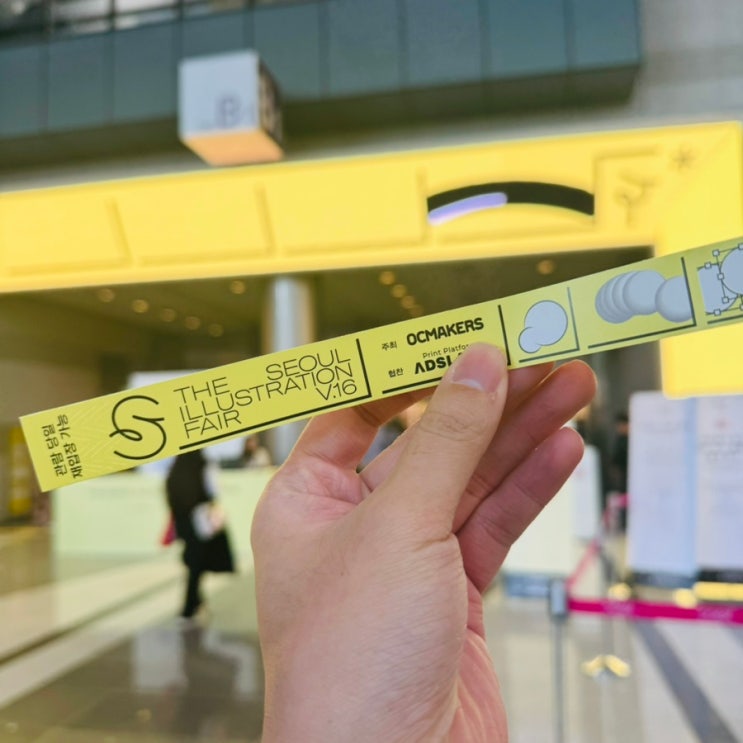 관람 당일
재입장 가능
THE SEOUL
ILLUSTRATION
FAIR V.16
주최 OCMAKERS
Print Platfor
협찬 ADSL
B